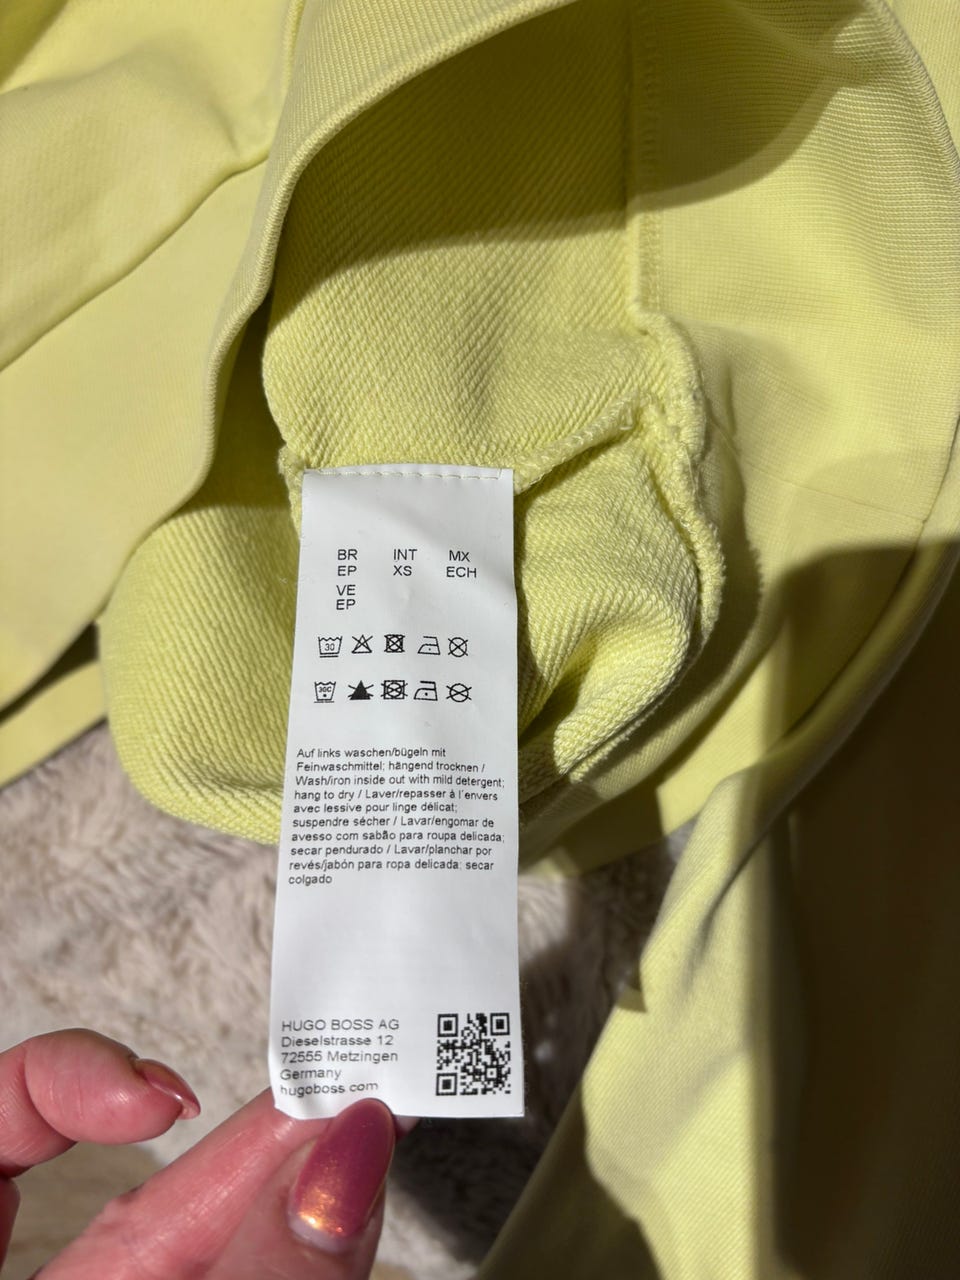 BR INT MX
EP XS ECH
VE
EP
30
30C
Auf links waschen/bügeln mit
Feinwaschmittel; hängend trocknen /
Wash/iron inside out with mild detergent;
hang to dry / Laver/repasser à l'envers
avec lessive pour linge délicat;
suspendre sécher / Lavar/engomar de
avesso com sabão para roupa delicada;
secar pendurado / Lavar/planchar por
revés/jabón para ropa delicada; secar
colgado
HUGO BOSS AG
Dieselstrasse 12
72555 Metzingen
Germany
hugoboss.com